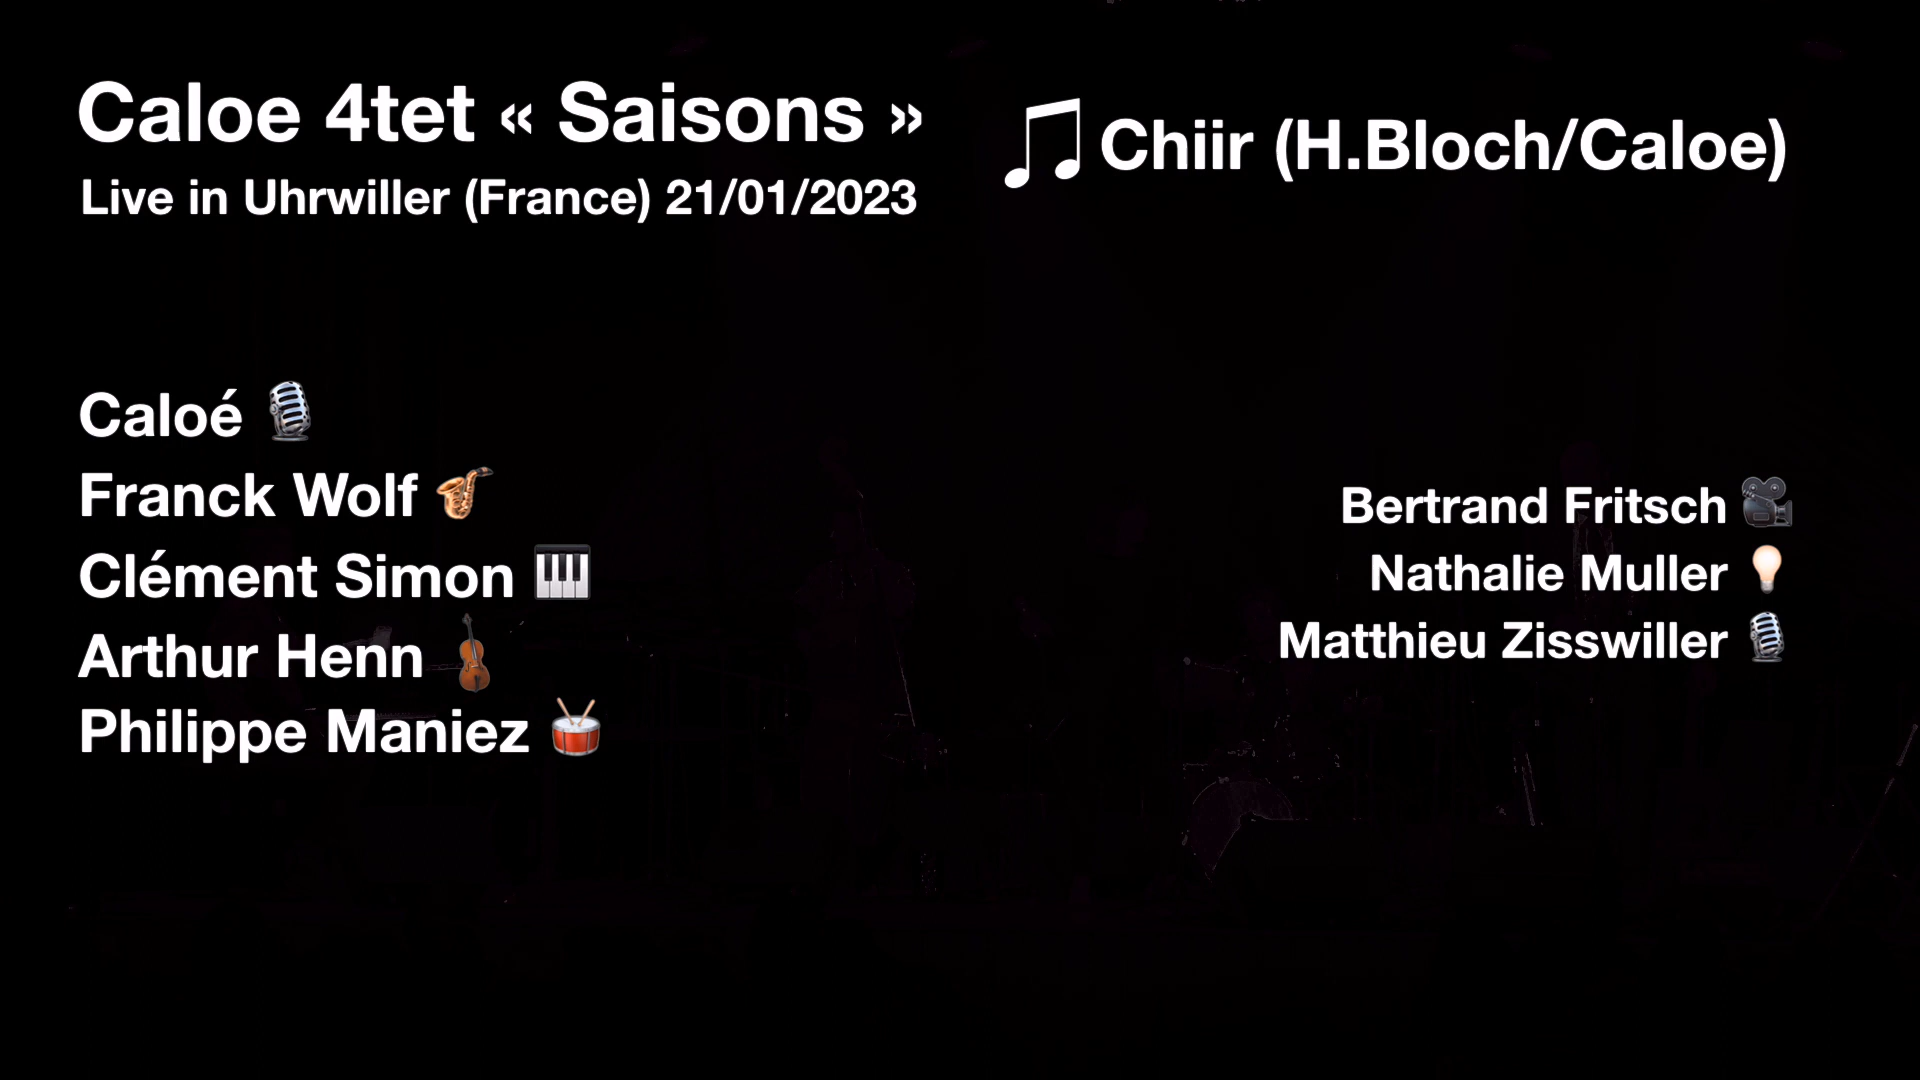 Caloe 4tet « Saisons »
Live in Uhrwiller (France) 21/01/2023
Chiir (H.Bloch/Caloe)
Caloé
Franck Wolf
Clément Simon
Arthur Henn
Philippe Maniez
Bertrand Fritsch
Nathalie Muller
Matthieu Zisswiller